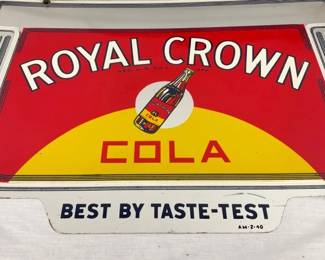 ROYAL CROWN
COLA
BEST BY TASTE-TEST
AM-2-40